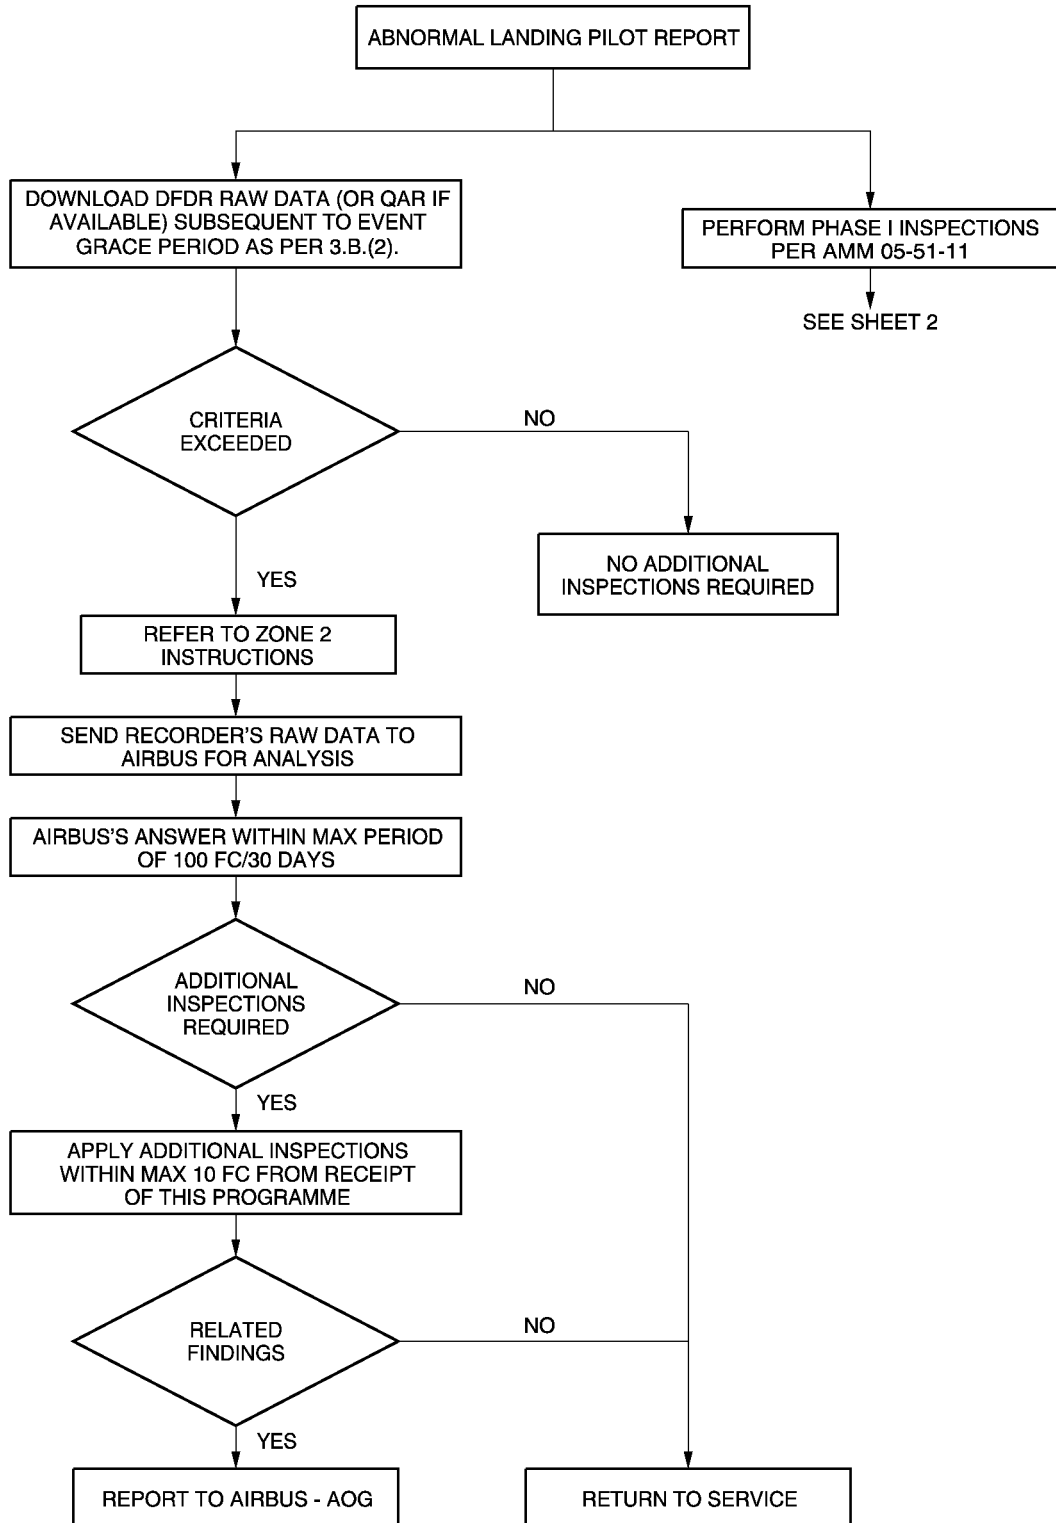 ABNORMAL LANDING PILOT REPORT
DOWNLOAD DFDR RAW DATA (OR QAR IF
AVAILABLE) SUBSEQUENT TO EVENT
GRACE PERIOD AS PER 3.B.(2).
PERFORM PHASE I INSPECTIONS
PER AMM 05-51-11
SEE SHEET 2
CRITERIA
EXCEEDED
NO
NO ADDITIONAL
INSPECTIONS REQUIRED
YES
REFER TO ZONE 2
INSTRUCTIONS
SEND RECORDER'S RAW DATA TO
AIRBUS FOR ANALYSIS
AIRBUS'S ANSWER WITHIN MAX PERIOD
OF 100 FC/30 DAYS
ADDITIONAL
INSPECTIONS
REQUIRED
NO
YES
APPLY ADDITIONAL INSPECTIONS
WITHIN MAX 10 FC FROM RECEIPT
OF THIS PROGRAMME
RELATED
FINDINGS
NO
YES
REPORT TO AIRBUS - AOG
RETURN TO SERVICE